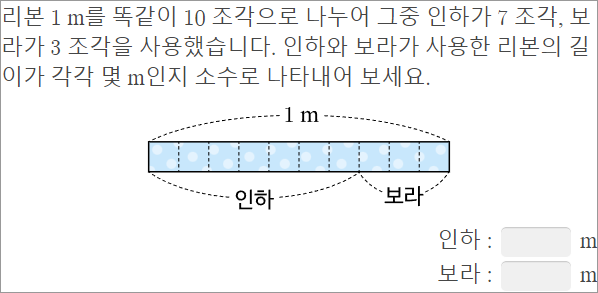 리본 1 m를 똑같이 10 조각으로 나누어 그중 인하가 7 조각, 보
라가 3 조각을 사용했습니다. 인하와 보라가 사용한 리본의 길
이가 각각 몇 m인지 소수로 나타내어 보세요.
1 m
인하 보라
인하 : m
보라 : m